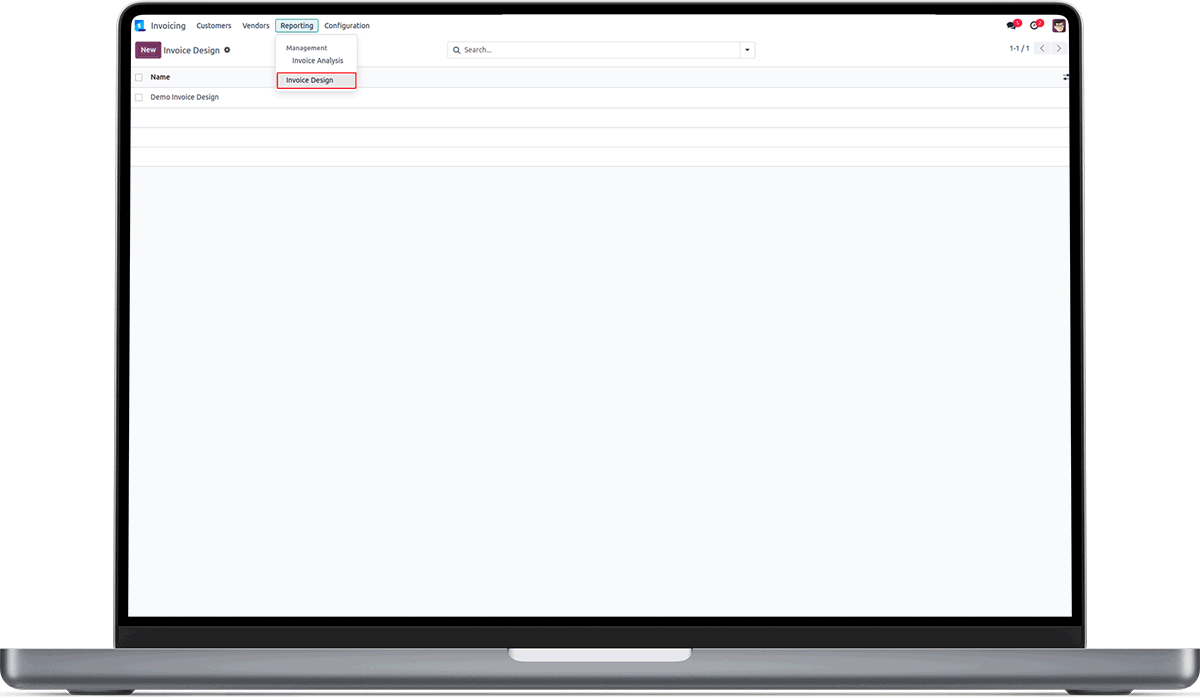 Invoicing Customers Vendors Reporting Configuration
New Invoice Design
Search...
1-1 / 1
Management
Invoice Analysis
Invoice Design
Name
Demo Invoice Design